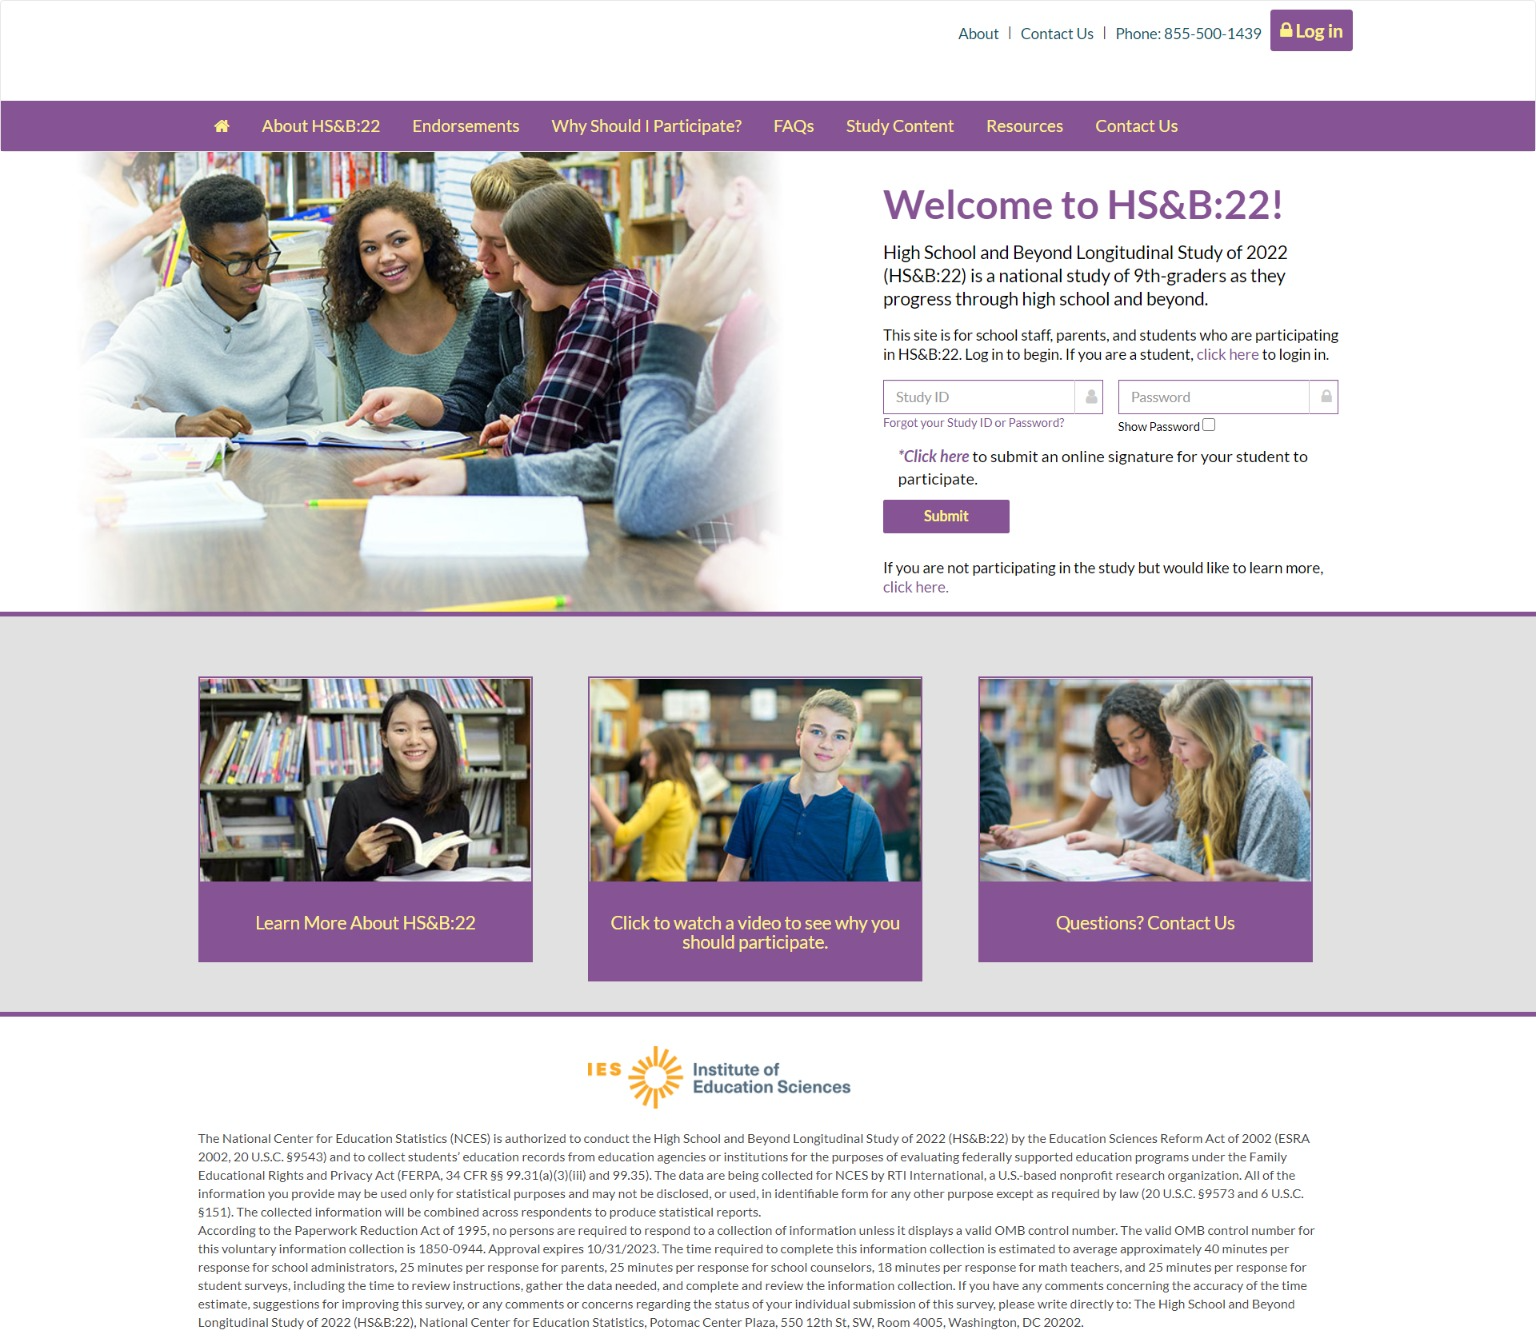 About | Contact Us | Phone: 855-500-1439 Log in
About HS&B:22 Endorsements Why Should I Participate? FAQs Study Content Resources Contact Us
Welcome to HS&B:22!
High School and Beyond Longitudinal Study of 2022
(HS&B:22) is a national study of 9th-graders as they
progress through high school and beyond.
This site is for school staff, parents, and students who are participating
in HS&B:22. Log in to begin. If you are a student, click here to login in.
Study ID Password
Forgot your Study ID or Password? Show Password
*Click here to submit an online signature for your student to
participate.
Submit
If you are not participating in the study but would like to learn more,
click here.
Learn More About HS&B:22
Click to watch a video to see why you
should participate.
Questions? Contact Us
IES Institute of
Education Sciences
The National Center for Education Statistics (NCES) is authorized to conduct the High School and Beyond Longitudinal Study of 2022 (HS&B:22) by the Education Sciences Reform Act of 2002 (ESRA
2002, 20 U.S.C. §9543) and to collect students' education records from education agencies or institutions for the purposes of evaluating federally supported education programs under the Family
Educational Rights and Privacy Act (FERPA, 34 CFR §§ 99.31(a)(3)(iii) and 99.35). The data are being collected for NCES by RTI International, a U.S.-based nonprofit research organization. All of the
information you provide may be used only for statistical purposes and may not be disclosed, or used, in identifiable form for any other purpose except as required by law (20 U.S.C. §9573 and 6 U.S.C.
§151). The collected information will be combined across respondents to produce statistical reports.
According to the Paperwork Reduction Act of 1995, no persons are required to respond to a collection of information unless it displays a valid OMB control number. The valid OMB control number for
this voluntary information collection is 1850-0944. Approval expires 10/31/2023. The time required to complete this information collection is estimated to average approximately 40 minutes per
response for school administrators, 25 minutes per response for parents, 25 minutes per response for school counselors, 18 minutes per response for math teachers, and 25 minutes per response for
student surveys, including the time to review instructions, gather the data needed, and complete and review the information collection. If you have any comments concerning the accuracy of the time
estimate, suggestions for improving this survey, or any comments or concerns regarding the status of your individual submission of this survey, please write directly to: The High School and Beyond
Longitudinal Study of 2022 (HS&B:22), National Center for Education Statistics, Potomac Center Plaza, 550 12th St, SW, Room 4005, Washington, DC 20202.